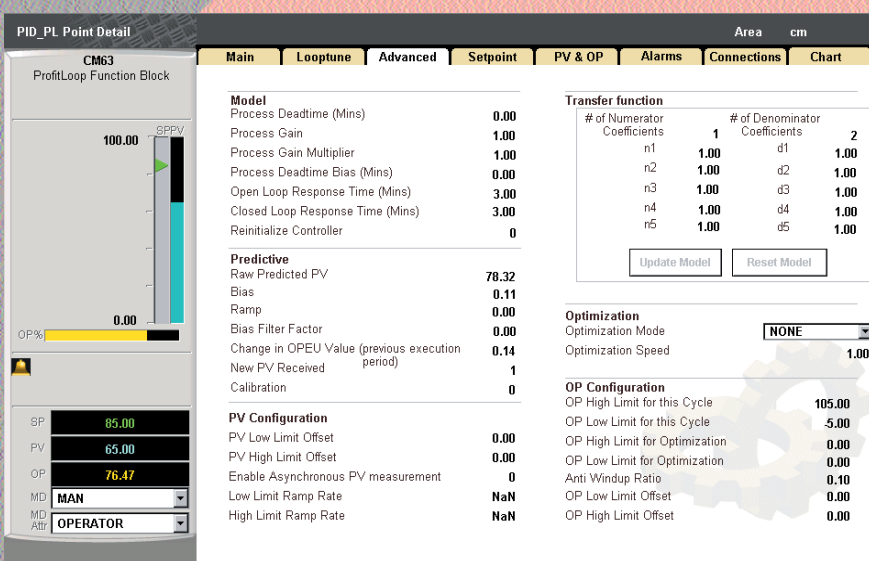 PID_PL Point Detail
Area cm
CM63
ProfitLoop Function Block
Main Looptune Advanced Setpoint PV & OP Alarms Connections Chart
SPPV
100.00
0.00
OP%
SP 85.00
PV 65.00
OP 76.47
MD MAN
MD Attr OPERATOR
Model
Process Deadtime (Mins) 0.00
Process Gain 1.00
Process Gain Multiplier 1.00
Process Deadtime Bias (Mins) 0.00
Open Loop Response Time (Mins) 3.00
Closed Loop Response Time (Mins) 3.00
Reinitialize Controller 0
Predictive
Raw Predicted PV 78.32
Bias 0.11
Ramp 0.00
Bias Filter Factor 0.00
Change in OPEU Value (previous execution period) 0.14
New PV Received 1
Calibration 0
PV Configuration
PV Low Limit Offset 0.00
PV High Limit Offset 0.00
Enable Asynchronous PV measurement 0
Low Limit Ramp Rate NaN
High Limit Ramp Rate NaN
Transfer function
# of Numerator Coefficients 1 # of Denominator Coefficients 2
n1 1.00 d1 1.00
n2 1.00 d2 1.00
n3 1.00 d3 1.00
n4 1.00 d4 1.00
n5 1.00 d5 1.00
Update Model Reset Model
Optimization
Optimization Mode NONE
Optimization Speed 1.00
OP Configuration
OP High Limit for this Cycle 105.00
OP Low Limit for this Cycle -5.00
OP High Limit for Optimization 0.00
OP Low Limit for Optimization 0.00
Anti Windup Ratio 0.10
OP Low Limit Offset 0.00
OP High Limit Offset 0.00